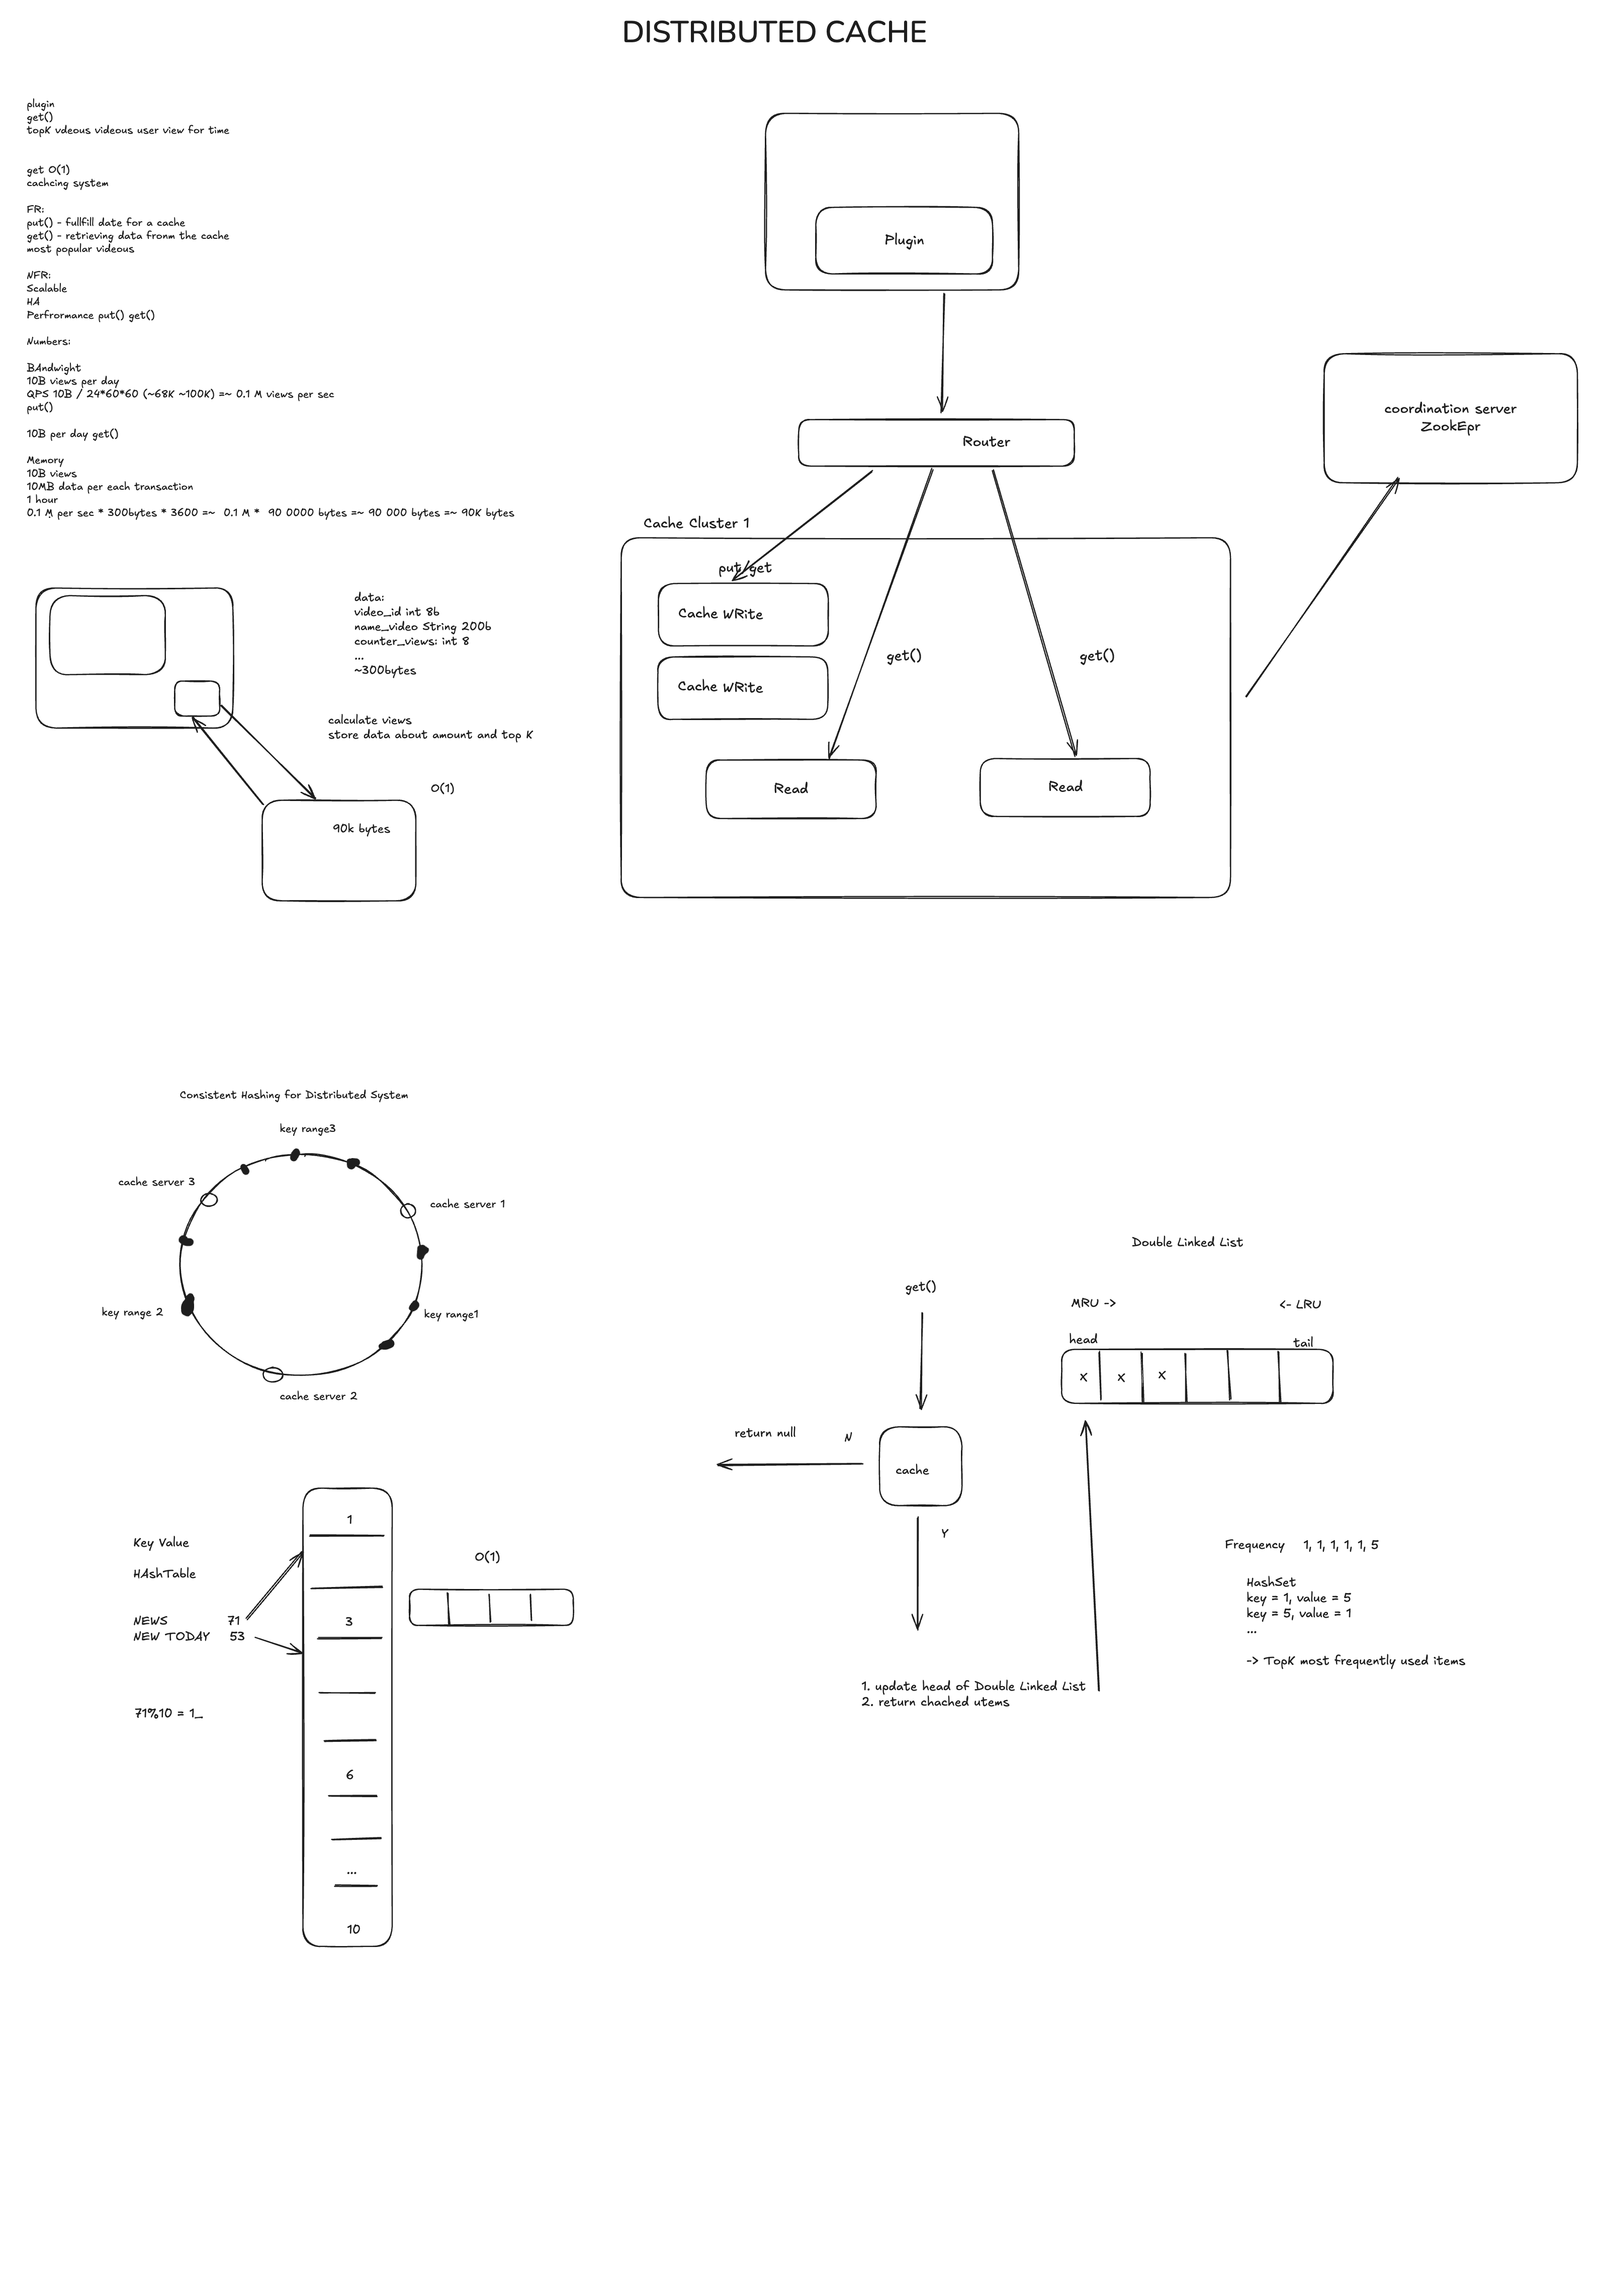 DISTRIBUTED CACHE
plugin
get()
topK vdeous videous user view for time
get O(1)
cachcing system
FR:
put() - fullfill date for a cache
get() - retrieving data fronm the cache
most popular videous
NFR:
Scalable
HA
Perfrormance put() get()
Numbers:
BAndwight
10B views per day
QPS 10B / 24*60*60 (~68K ~100K) =~ 0.1 M views per sec
put()
10B per day get()
Memory
10B views
10MB data per each transaction
1 hour
0.1 M per sec * 300bytes * 3600 =~  0.1 M *  90 0000 bytes =~ 90 000 bytes =~ 90K bytes
data:
video_id int 8b
name_video String 200b
counter_views: int 8
...
~300bytes
calculate views
store data about amount and top K
O(1)
90k bytes
Plugin
Router
coordination server
ZookEpr
Cache Cluster 1
put get
Cache WRite
Cache WRite
get()
get()
Read
Read
Consistent Hashing for Distributed System
key range3
cache server 3
cache server 1
key range 2
key range1
cache server 2
Key Value
HAshTable
NEWS 71
NEW TODAY 53
71%10 = 1_
1
3
6
...
10
O(1)
get()
cache
N
return null
Y
1. update head of Double Linked List
2. return chached utems
Double Linked List
MRU ->
<- LRU
head
tail
x x x
Frequency 1, 1, 1, 1, 1, 5
HashSet
key = 1, value = 5
key = 5, value = 1
...
-> TopK most frequently used items